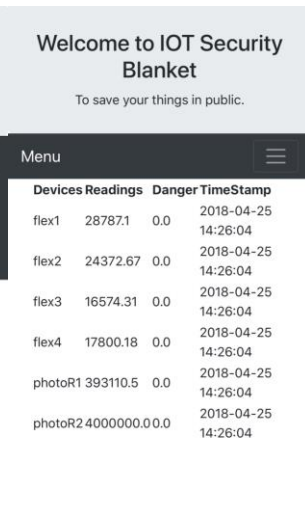 Welcome to IOT Security
Blanket
To save your things in public.
Menu
Devices Readings Danger TimeStamp
flex1 28787.1 0.0 2018-04-25
14:26:04
flex2 24372.67 0.0 2018-04-25
14:26:04
flex3 16574.31 0.0 2018-04-25
14:26:04
flex4 17800.18 0.0 2018-04-25
14:26:04
photoR1 393110.5 0.0 2018-04-25
14:26:04
photoR2 4000000.0 0.0 2018-04-25
14:26:04